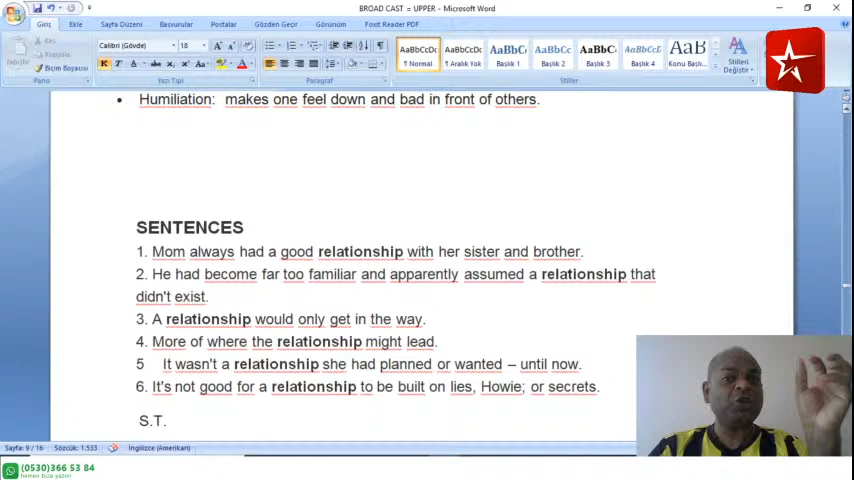 BROAD CAST = UPPER - Microsoft Word
Giriş Ekle Sayfa Düzeni Başvurular Postalar Gözden Geçir Görünüm Foxit Reader PDF
Kes
Kopyala
Biçim Boyacısı
Pano
Calibri (Gövde) 18
Yazı Tipi
Paragraf
AaBbCcDc AaBbCcDc AaBbC AaBbCc AaBbCc AaBbCcD AaB
¶ Normal ¶ Aralık Yok Başlık 1 Başlık 2 Başlık 3 Başlık 4 Konu Başlı...
Stiller
Stilleri Değiştir
• Humiliation: makes one feel down and bad in front of others.
SENTENCES
1. Mom always had a good relationship with her sister and brother.
2. He had become far too familiar and apparently assumed a relationship that
didn't exist.
3. A relationship would only get in the way.
4. More of where the relationship might lead.
5 It wasn't a relationship she had planned or wanted – until now.
6. It's not good for a relationship to be built on lies, Howie; or secrets.
S.T.
Sayfa: 9 / 16 Sözcük: 1.533 İngilizce (Amerikan)
(0530)366 53 84
hemen bize yazın!